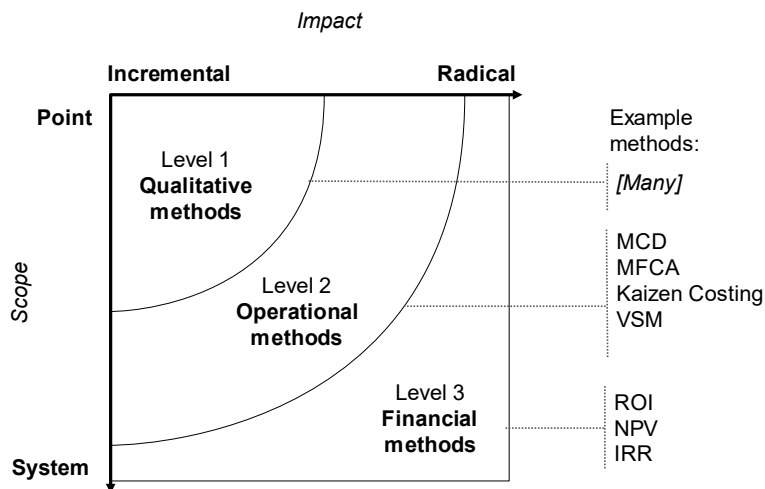 Impact
Incremental
Radical
Point
Scope
System
Level 1
Qualitative
methods
Level 2
Operational
methods
Level 3
Financial
methods
Example
methods:
[Many]
MCD
MFCA
Kaizen Costing
VSM
ROI
NPV
IRR